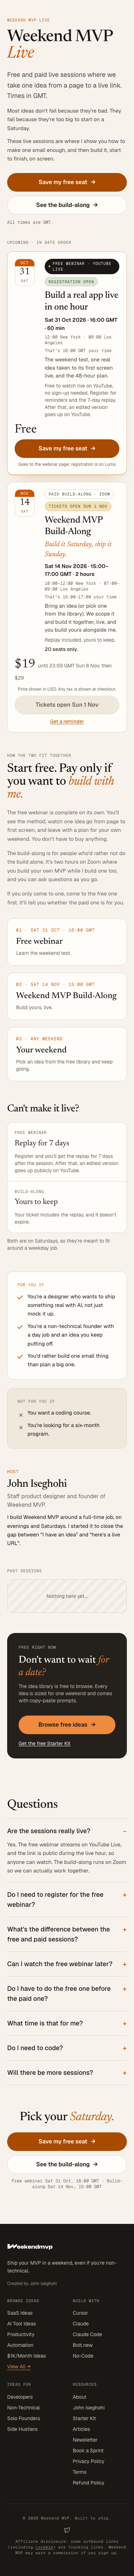 WEEKEND MVP LIVE
Weekend MVP
Live
Free and paid live sessions where we
take one idea from a page to a live link.
Times in GMT.
Most ideas don't fail because they're bad. They
fail because they're too big to start on a
Saturday.
These live sessions are where I show you how to
make one small enough, then build it, start
to finish, on screen.
Save my free seat →
See the build-along ↓
All times are GMT.
UPCOMING · IN DATE ORDER
OCT
31
SAT
FREE WEBINAR · YOUTUBE
LIVE
REGISTRATION OPEN
Build a real app live
in one hour
Sat 31 Oct 2026 · 16:00 GMT
· 60 min
12:00 New York · 09:00 Los
Angeles
That's 16:00 GMT your time
The weekend test, one real
idea taken to its first version
live, and the 48-hour plan.
Free to watch on YouTube,
no sign-up needed. Register for
reminders and the 7-day replay.
After that, an edited version
goes up on YouTube.
Free
Save my free seat →
Goes to the webinar page; registration is on Luma.
NOV
14
SAT
PAID BUILD-ALONG · ZOOM
TICKETS OPEN SUN 1 NOV
Weekend MVP
Build-Along
Build it Saturday, ship it
Sunday.
Sat 14 Nov 2026 · 15:00–
17:00 GMT · 2 hours
10:00–12:00 New York · 07:00–
09:00 Los Angeles
That's 15:00–17:00 your time
Bring an idea (or pick one
from the library). We scope it
and build it together, live, and
you build yours alongside me.
Replay included, yours to keep.
20 seats only.
$19 until 23:59 GMT Sun 8 Nov then
$29
Price shown in USD. Any tax is shown at checkout.
Tickets open Sun 1 Nov
Get a reminder
HOW THE TWO FIT TOGETHER
Start free. Pay only if
you want to build with
me.
The free webinar is complete on its own. You'll
see the method, watch one idea go from page to
first screen, and leave with a plan for your own
weekend. You don't need to buy anything
afterwards.
The build-along is for people who'd rather not do
it alone. It's the same method, but you're
building your own MVP while I build mine, and
you can ask questions while you do it.
If you only come to one, come to the free one
first. It'll tell you whether the paid one is for you.
01 · SAT 31 OCT · 16:00 GMT
Free webinar
Learn the weekend test.
02 · SAT 14 NOV · 15:00 GMT
Weekend MVP Build-Along
Build yours, live.
03 · ANY WEEKEND
Your weekend
Pick an idea from the free library and keep
going.
Can't make it live?
FREE WEBINAR
Replay for 7 days
Register and you'll get the replay for 7 days
after the session. After that, an edited version
goes up publicly on YouTube.
BUILD-ALONG
Yours to keep
Your ticket includes the replay, and it doesn't
expire.
Both are on Saturdays, so they're meant to fit
around a weekday job.
FOR YOU IF
You're a designer who wants to ship
something real with AI, not just
mock it up.
You're a non-technical founder with
a day job and an idea you keep
putting off.
You'd rather build one small thing
than plan a big one.
NOT FOR YOU IF
You want a coding course.
You're looking for a six-month
program.
HOST
John Iseghohi
Staff product designer and founder of
Weekend MVP.
I build Weekend MVP around a full-time job, on
evenings and Saturdays. I started it to close the
gap between "I have an idea" and "here's a live
URL".
PAST SESSIONS
Nothing here yet...
FREE RIGHT NOW
Don't want to wait for
a date?
The idea library is free to browse. Every
idea is sized for one weekend and comes
with copy-paste prompts.
Browse free ideas →
Get the free Starter Kit
Questions
Are the sessions really live? −
Yes. The free webinar streams on YouTube Live,
and the link is public during the live hour, so
anyone can watch. The build-along runs on Zoom
so we can actually work together.
Do I need to register for the free
webinar? +
What's the difference between the
free and paid sessions? +
Can I watch the free webinar later? +
Do I have to do the free one before
the paid one? +
What time is that for me? +
Do I need to code? +
Will there be more sessions? +
Pick your Saturday.
Save my free seat →
See the build-along ↓
Free webinar Sat 31 Oct, 16:00 GMT · Build-
along Sat 14 Nov, 15:00 GMT
Weekendmvp
Ship your MVP in a weekend, even if you're non-
technical.
Created by John Iseghohi
BROWSE IDEAS
SaaS Ideas
AI Tool Ideas
Productivity
Automation
$1K/Month Ideas
View All →
BUILD WITH
Cursor
Claude
Claude Code
Bolt.new
No-Code
IDEAS FOR
Developers
Non-Technical
Solo Founders
Side Hustlers
RESOURCES
About
John Iseghohi
Starter Kit
Articles
Newsletter
Book a Sprint
Privacy Policy
Terms
Refund Policy
© 2026 Weekend MVP. Built to ship.
Affiliate disclosure: some outbound links
(including Lovable) are tracking links. Weekend
MVP may earn a commission if you sign up.